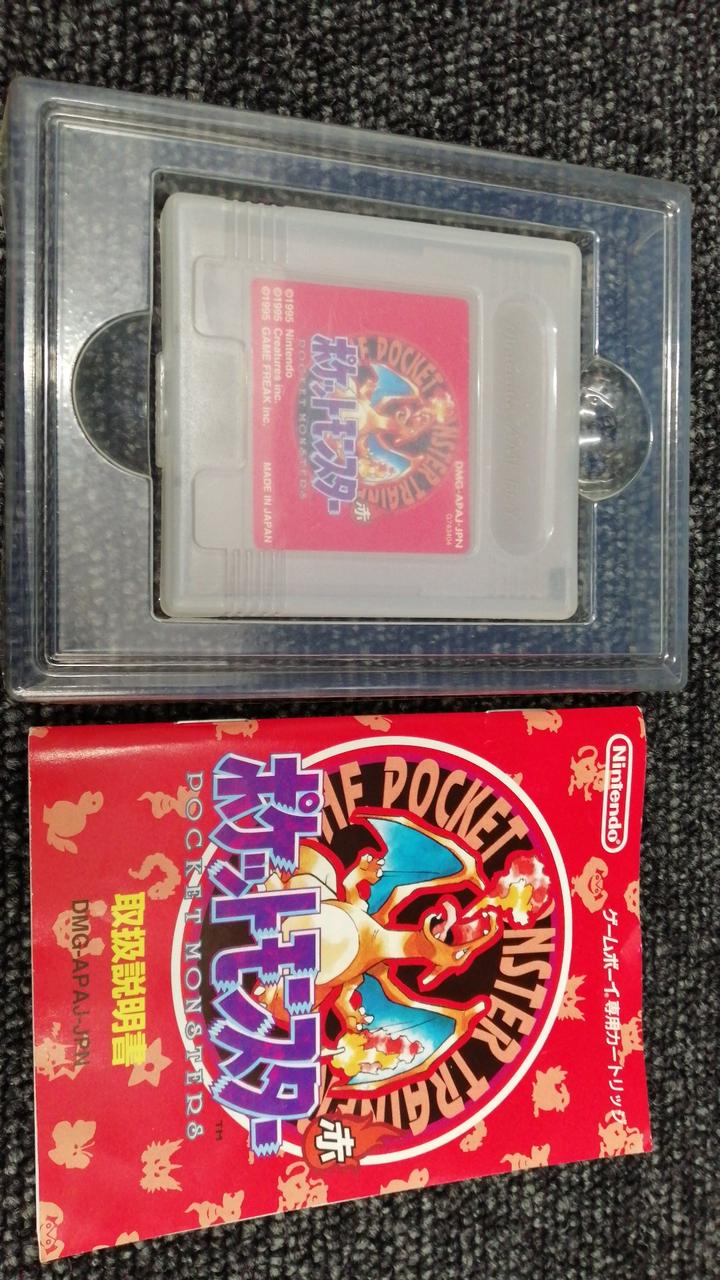 THE POCKET MONSTER TRAINER
ポケットモンスター
赤
POCKET MONSTERS
DMG-APAJ-JPN
©1995 Nintendo
©1995 Creatures inc.
©1995 GAME FREAK inc.
MADE IN JAPAN
Nintendo®
ゲームボーイ専用カートリッジ
THE POCKET MONSTER TRAINER
ポケットモンスター
赤
POCKET MONSTERS
TM
取扱説明書
DMG-APAJ-JPN